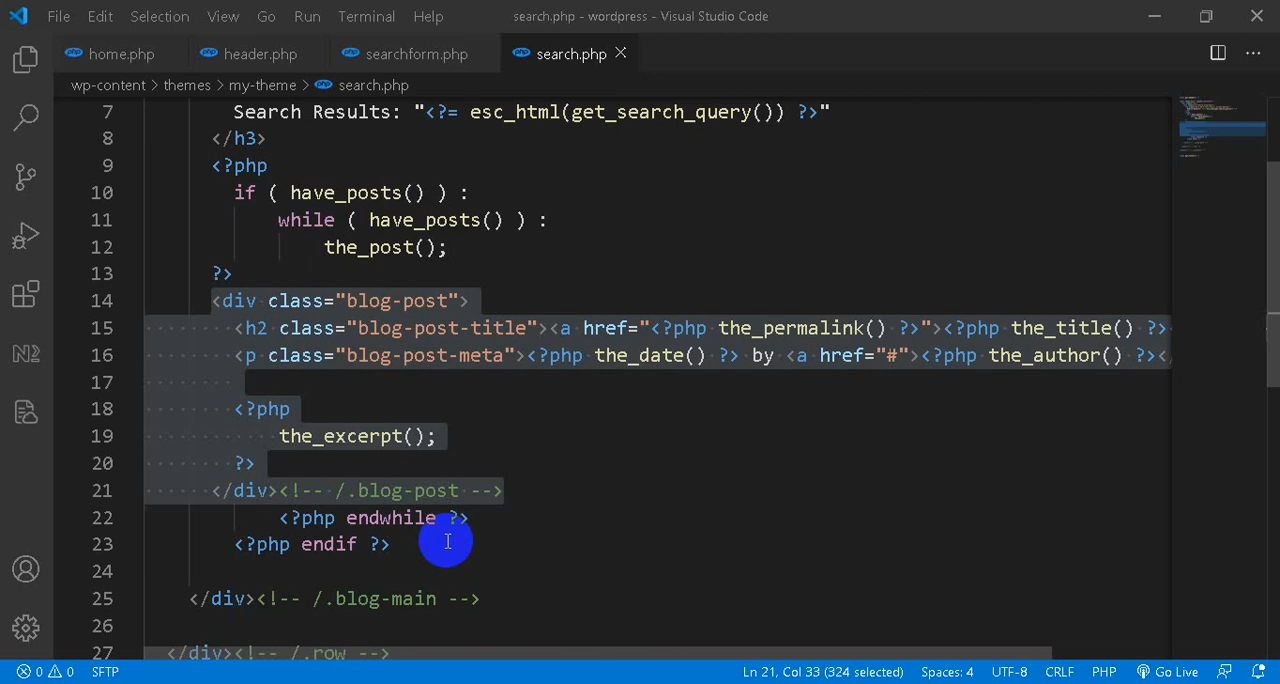 File Edit Selection View Go Run Terminal Help search.php - wordpress - Visual Studio Code
home.php header.php searchform.php search.php
wp-content > themes > my-theme > search.php
7 Search Results: "<?= esc_html(get_search_query()) ?>"
8 </h3>
9 <?php
10 if ( have_posts() ) :
11 while ( have_posts() ) :
12 the_post();
13 ?>
14 <div class="blog-post">
15 <h2 class="blog-post-title"><a href="<?php the_permalink() ?>"><?php the_title() ?>
16 <p class="blog-post-meta"><?php the_date() ?> by <a href="#"><?php the_author() ?><
17
18 <?php
19 the_excerpt();
20 ?>
21 </div><!-- /.blog-post -->
22 <?php endwhile ?>
23 <?php endif ?>
24
25 </div><!-- /.blog-main -->
26
27 </div><!-- /.row -->
0 0 SFTP Ln 21, Col 33 (324 selected) Spaces: 4 UTF-8 CRLF PHP Go Live